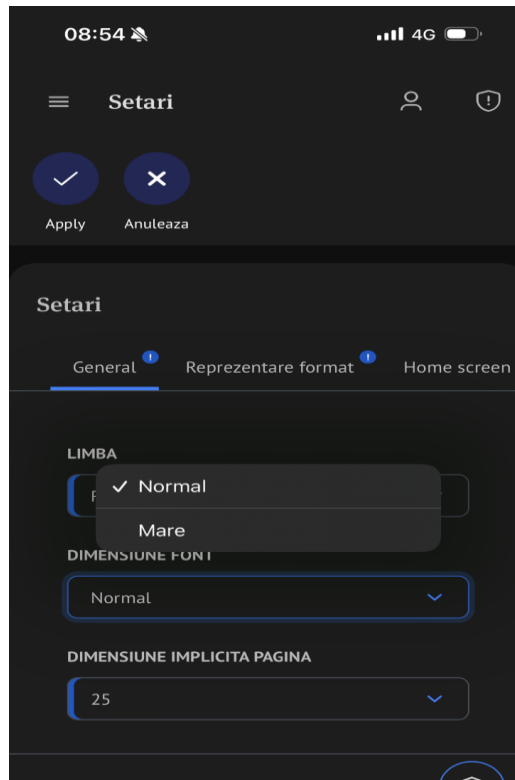 08:54
4G
Setari
Apply
Anuleaza
Setari
General
Reprezentare format
Home screen
LIMBA
Normal
Mare
DIMENSIUNE FONT
Normal
DIMENSIUNE IMPLICITA PAGINA
25